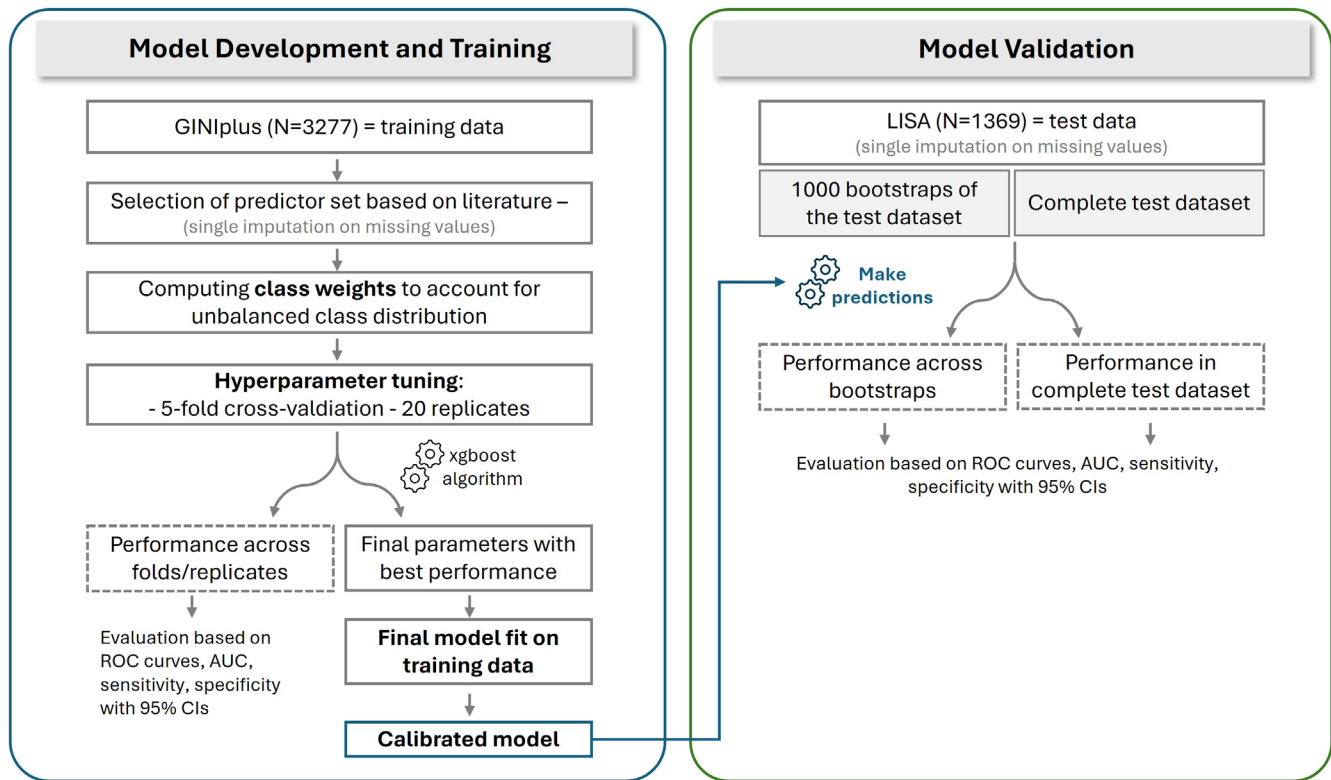 Model Development and Training
GINIplus (N=3277) = training data
Selection of predictor set based on literature –
(single imputation on missing values)
Computing class weights to account for
unbalanced class distribution
Hyperparameter tuning:
- 5-fold cross-valdiation - 20 replicates
xgboost
algorithm
Performance across
folds/replicates
Final parameters with
best performance
Evaluation based on
ROC curves, AUC,
sensitivity, specificity
with 95% CIs
Final model fit on
training data
Calibrated model
Model Validation
LISA (N=1369) = test data
(single imputation on missing values)
1000 bootstraps of
the test dataset
Complete test dataset
Make
predictions
Performance across
bootstraps
Performance in
complete test dataset
Evaluation based on ROC curves, AUC, sensitivity,
specificity with 95% CIs